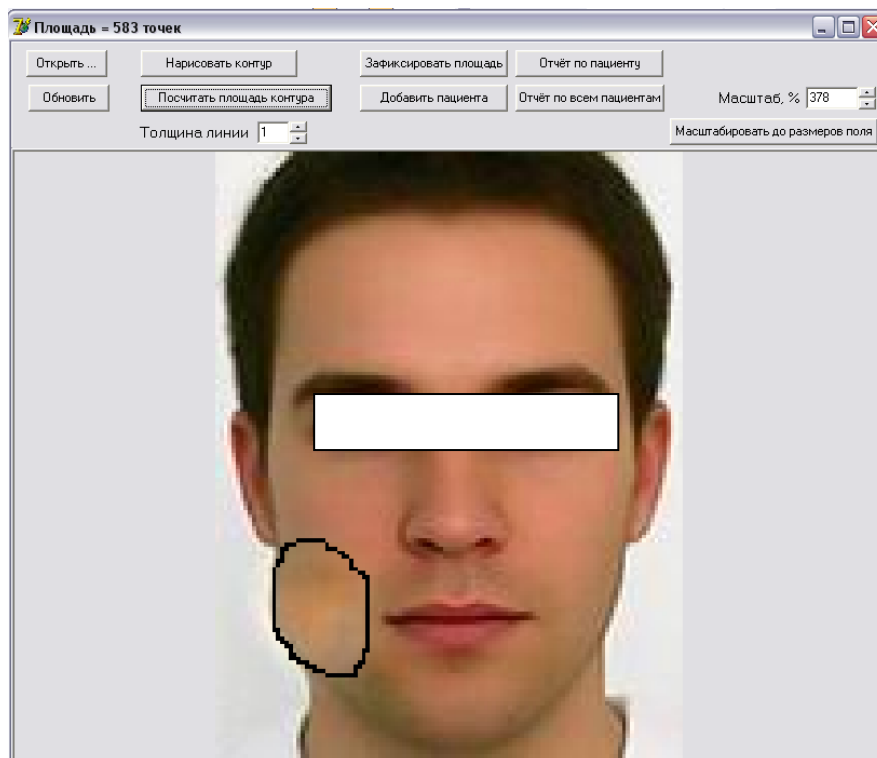 Площадь = 583 точек
Открыть ... Нарисовать контур Зафиксировать площадь Отчёт по пациенту
Обновить Посчитать площадь контура Добавить пациента Отчёт по всем пациентам Масштаб, % 378
Толщина линии 1 Масштабировать до размеров поля